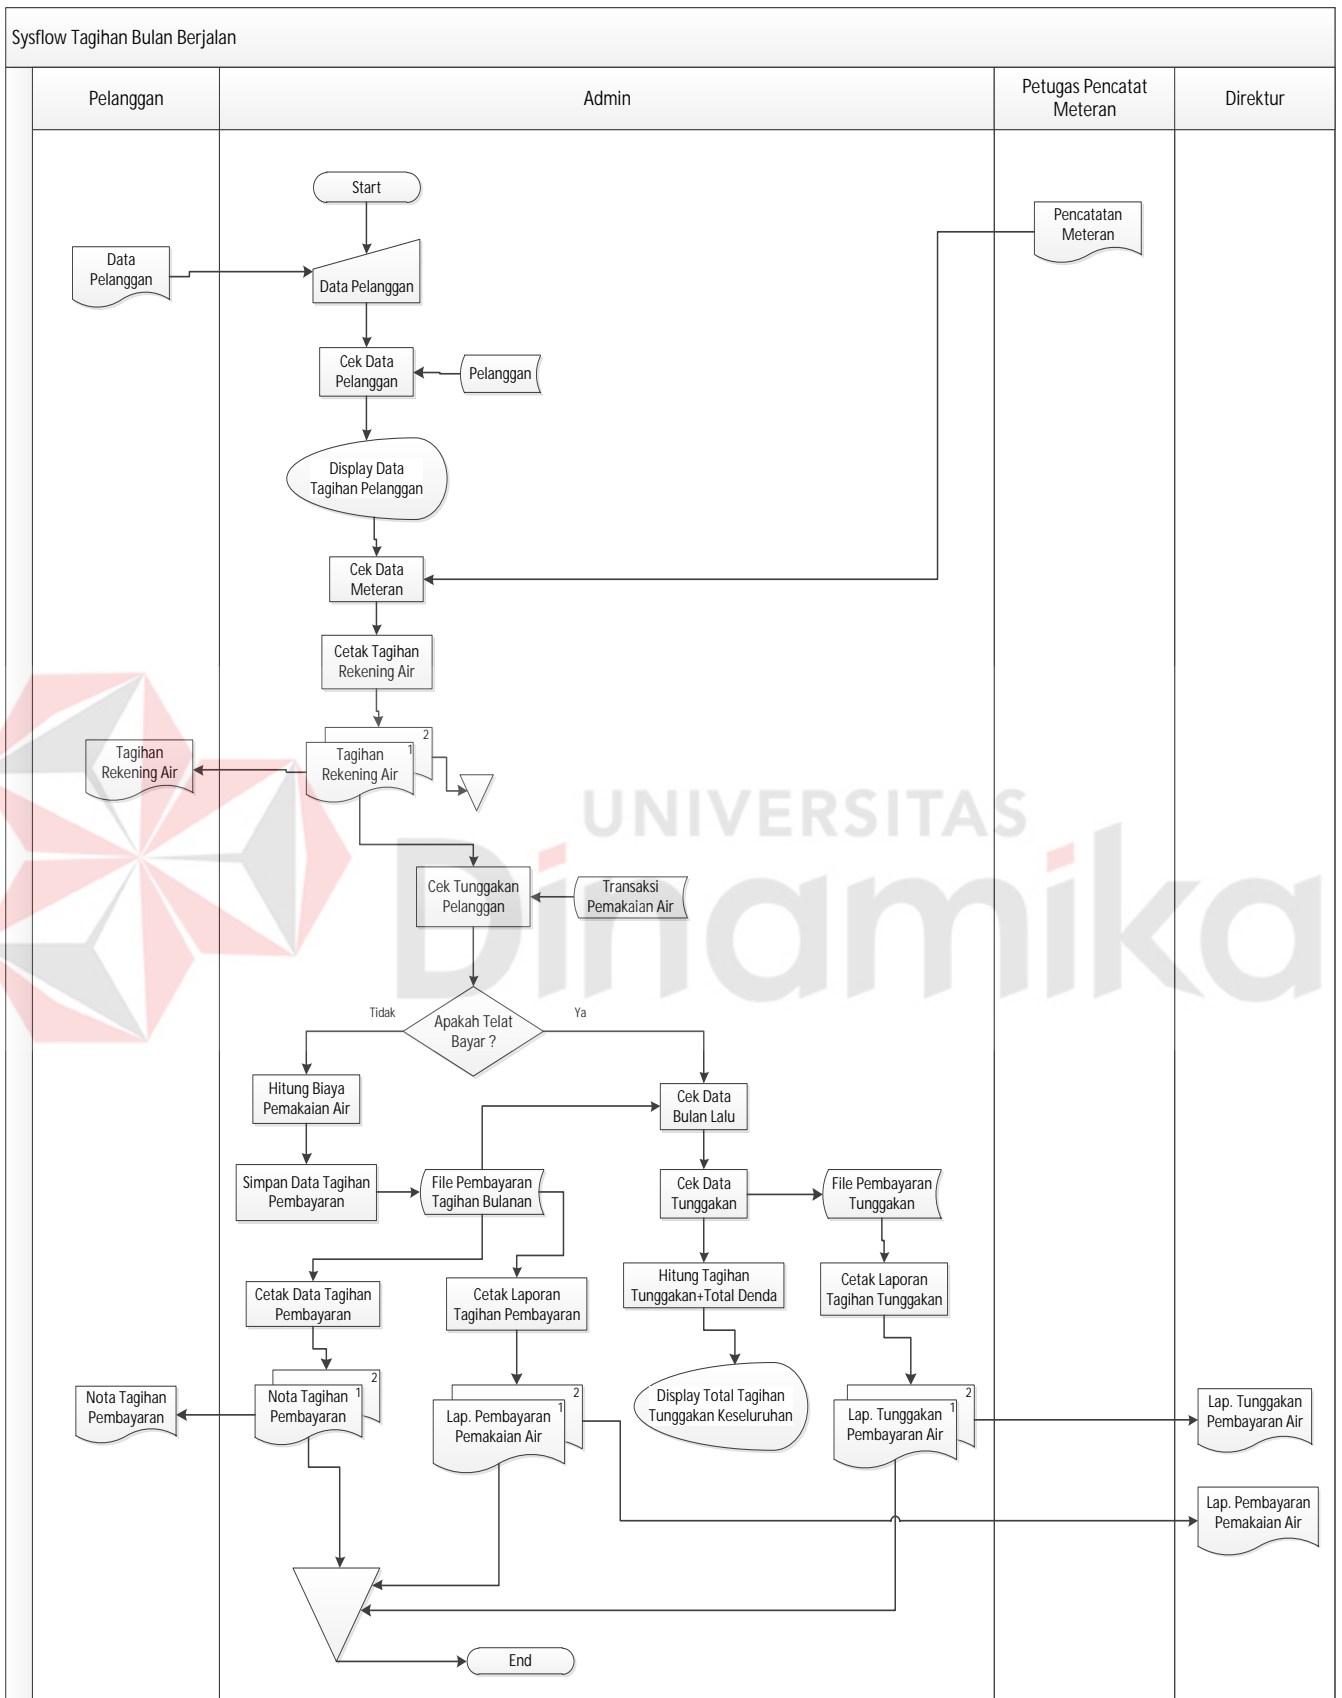 Sysflow Tagihan Bulan Berjalan
Pelanggan
Admin
Petugas Pencatat
Meteran
Direktur
Start
Pencatatan
Meteran
Data
Pelanggan
Data Pelanggan
Cek Data
Pelanggan
Pelanggan
Display Data
Tagihan Pelanggan
Cek Data
Meteran
Cetak Tagihan
Rekening Air
2
1
Tagihan
Rekening Air
Tagihan
Rekening Air
UNIVERSITAS
Dinamika
Cek Tunggakan
Pelanggan
Transaksi
Pemakaian Air
Tidak
Apakah Telat
Bayar ?
Ya
Hitung Biaya
Pemakaian Air
Cek Data
Bulan Lalu
Simpan Data Tagihan
Pembayaran
File Pembayaran
Tagihan Bulanan
Cek Data
Tunggakan
File Pembayaran
Tunggakan
Cetak Data Tagihan
Pembayaran
Cetak Laporan
Tagihan Pembayaran
Hitung Tagihan
Tunggakan+Total Denda
Cetak Laporan
Tagihan Tunggakan
Nota Tagihan
Pembayaran
2
1
Nota Tagihan
Pembayaran
2
1
Lap. Pembayaran
Pemakaian Air
Display Total Tagihan
Tunggakan Keseluruhan
2
1
Lap. Tunggakan
Pembayaran Air
Lap. Tunggakan
Pembayaran Air
Lap. Pembayaran
Pemakaian Air
End